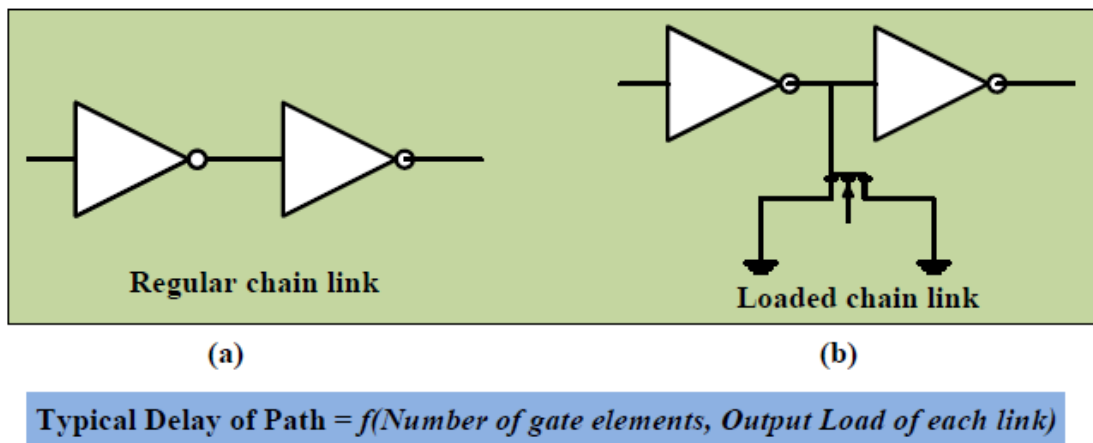 Regular chain link
Loaded chain link
(a)
(b)
Typical Delay of Path = f(Number of gate elements, Output Load of each link)